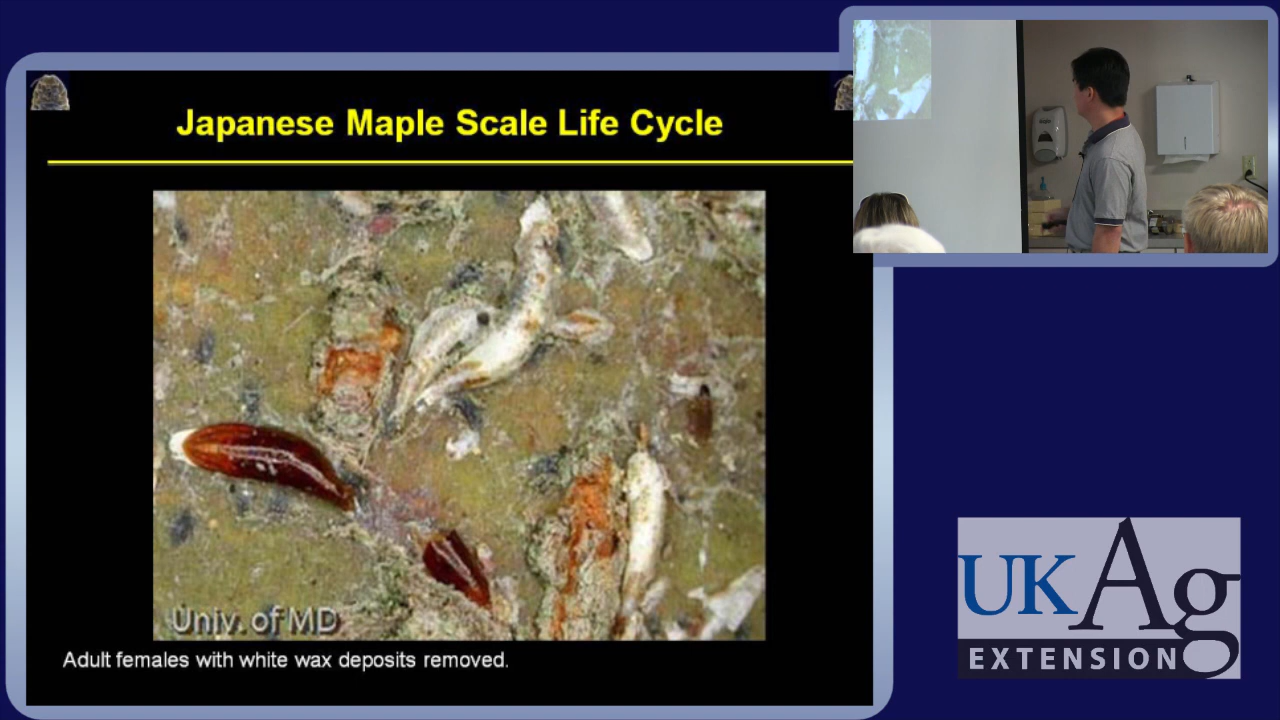 Japanese Maple Scale Life Cycle
Univ. of MD
Adult females with white wax deposits removed.
UKAg
EXTENSION